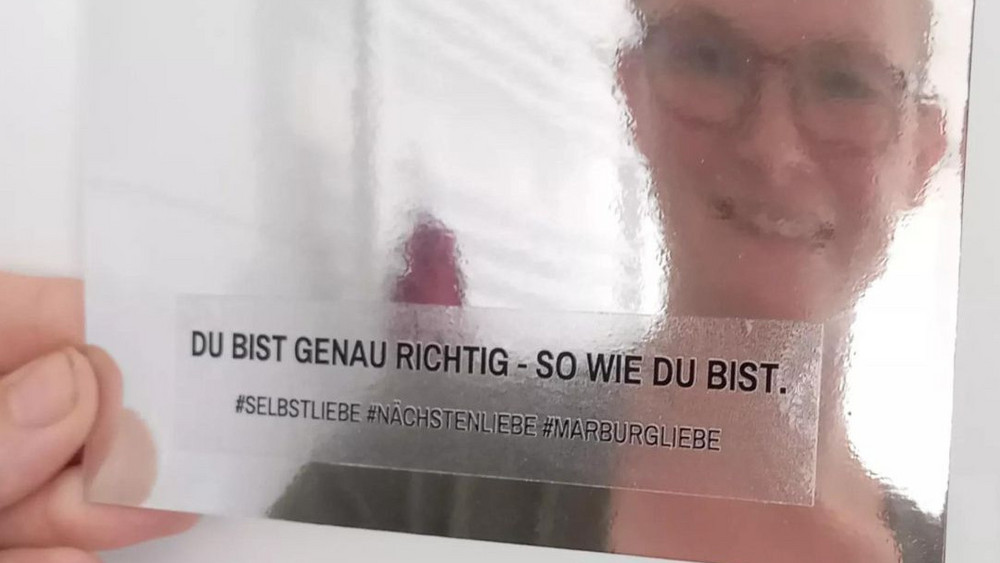 DU BIST GENAU RICHTIG - SO WIE DU BIST.
#SELBSTLIEBE #NÄCHSTENLIEBE #MARBURGLIEBE